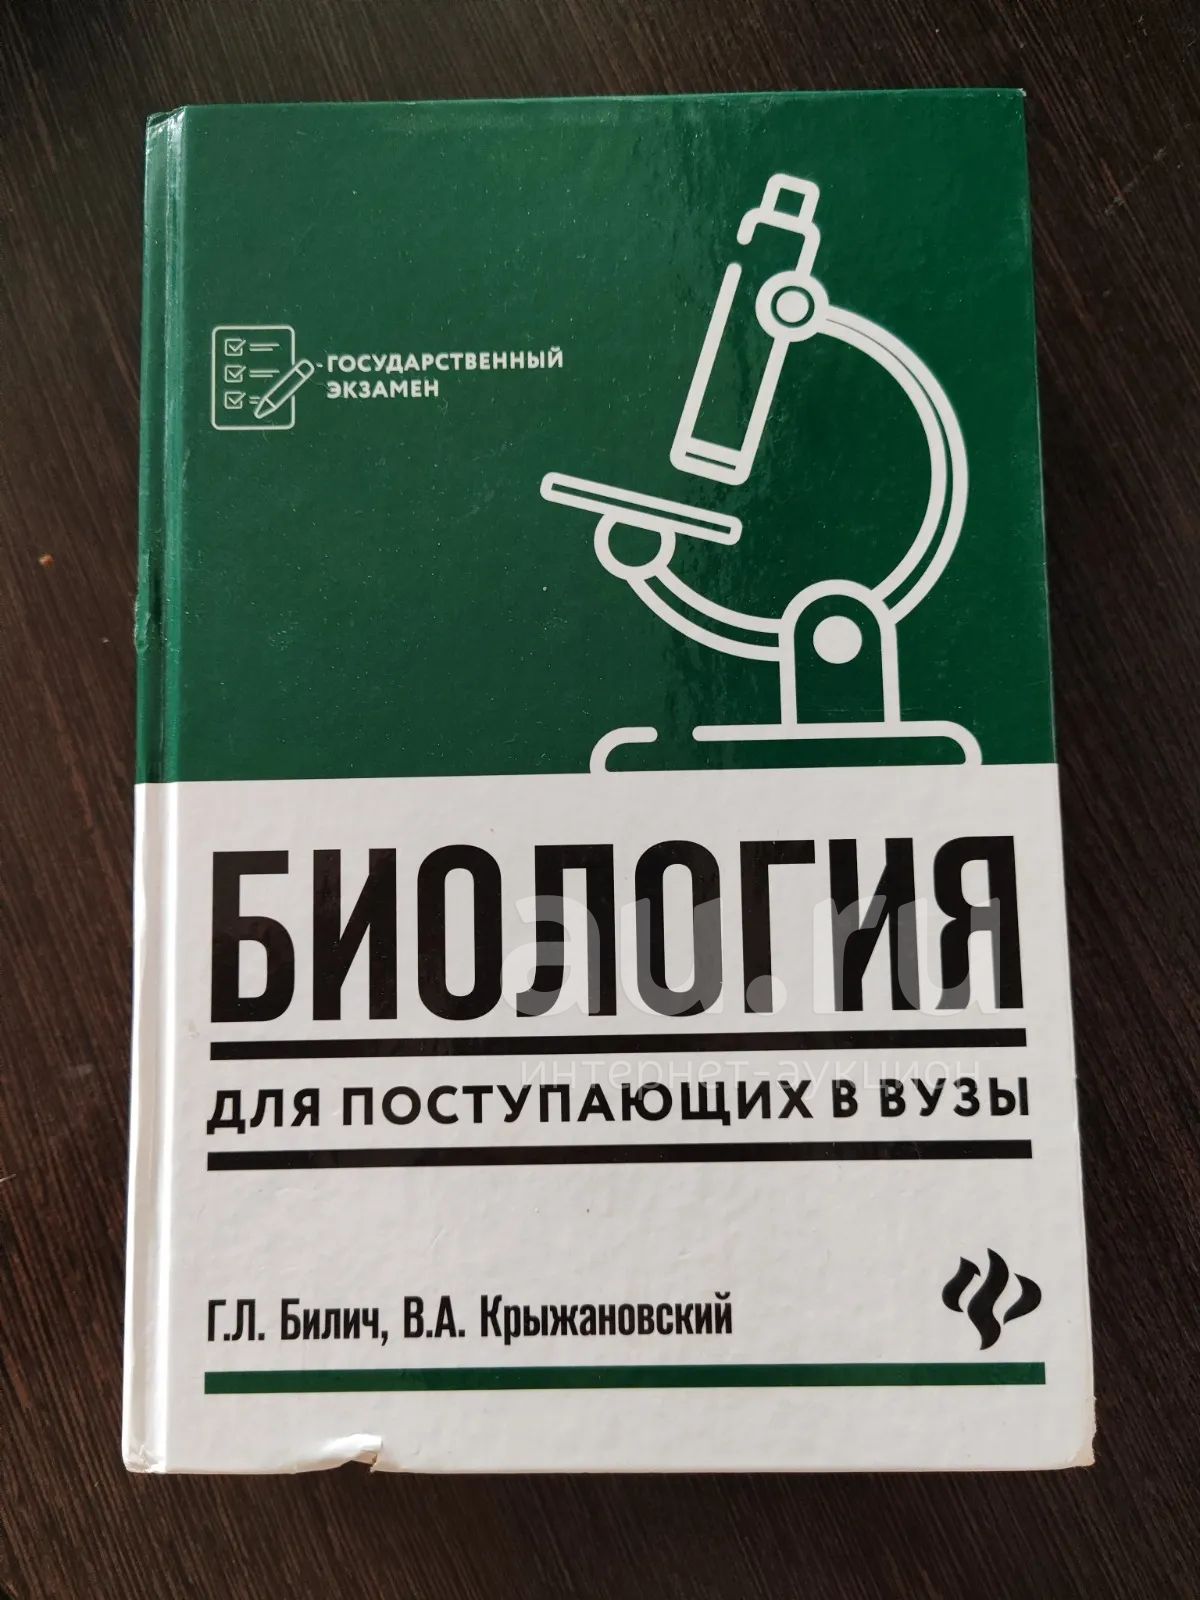 ГОСУДАРСТВЕННЫЙ
ЭКЗАМЕН
БИОЛОГИЯ
au.ru
интернет-аукцион
ДЛЯ ПОСТУПАЮЩИХ В ВУЗЫ
Г.Л. Билич, В.А. Крыжановский